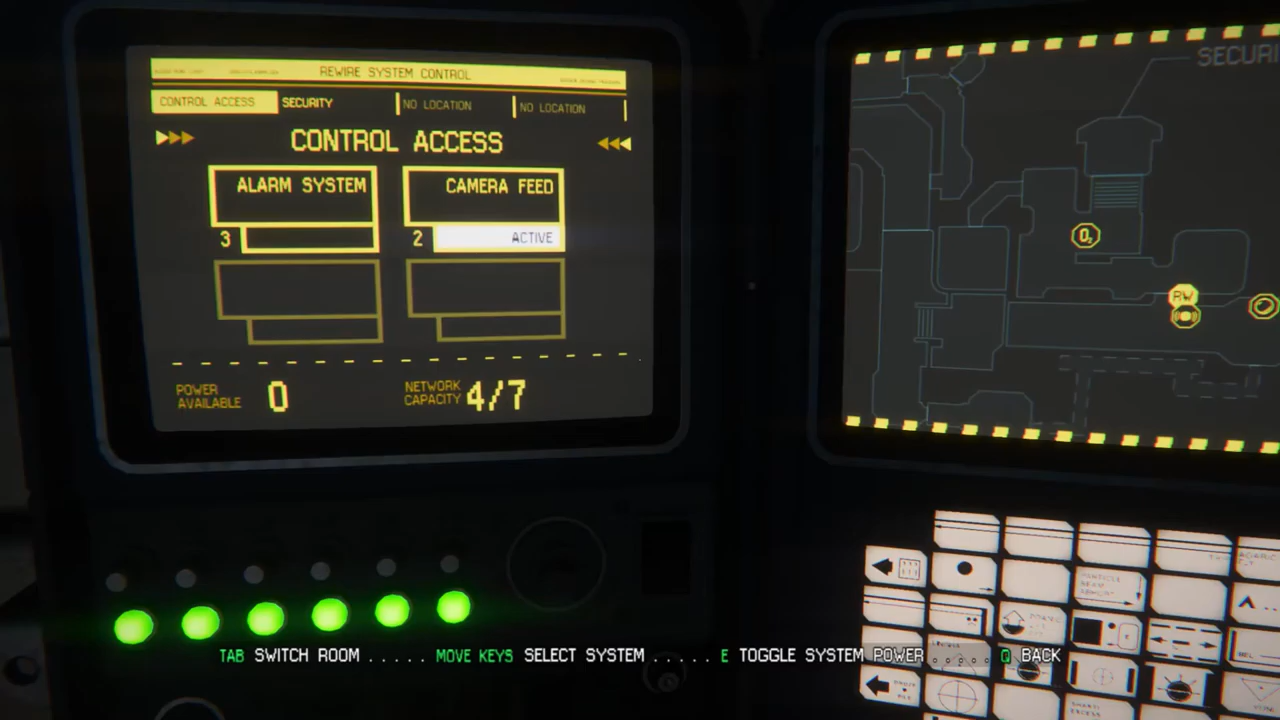 REWIRE SYSTEM CONTROL
CONTROL ACCESS SECURITY NO LOCATION NO LOCATION
CONTROL ACCESS
ALARM SYSTEM CAMERA FEED
3 2 ACTIVE
POWER AVAILABLE 0 NETWORK CAPACITY 4/7
SECURI
O2
RW
PARTICLE BEAM
TAB SWITCH ROOM ..... MOVE KEYS SELECT SYSTEM ..... E TOGGLE SYSTEM POWER Q BACK